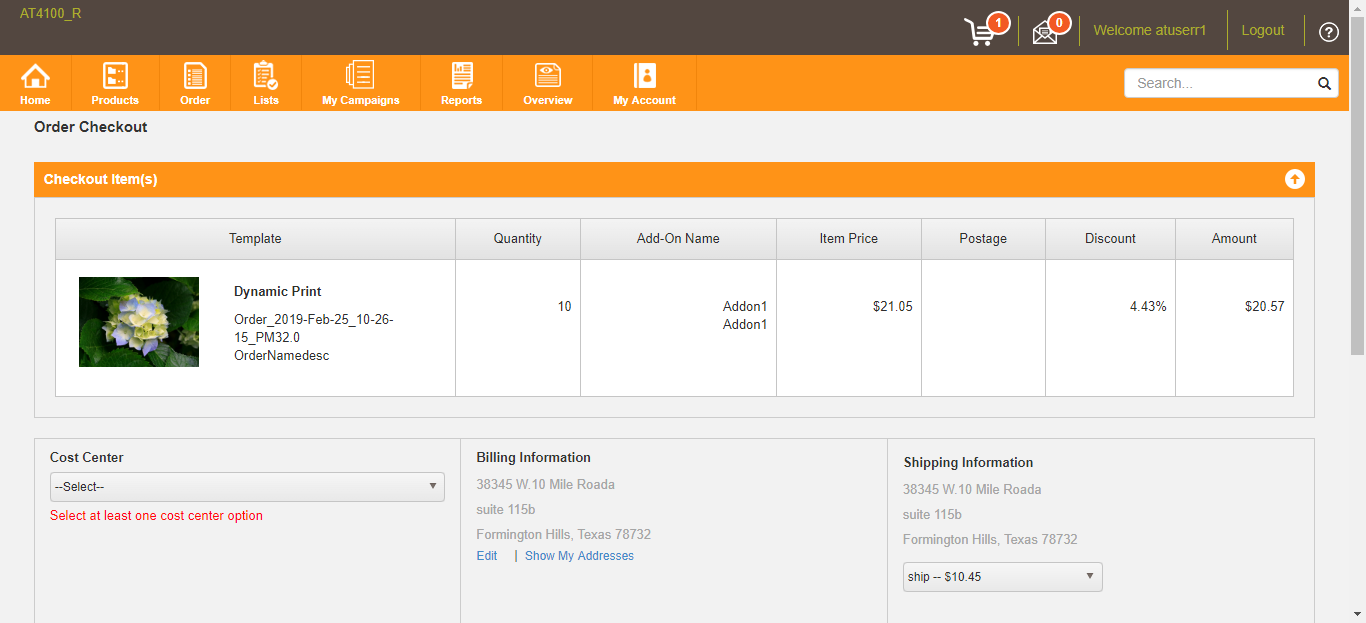 AT4100_R
1
0
Welcome atuserr1
Logout
?
Home
Products
Order
Lists
My Campaigns
Reports
Overview
My Account
Search...
Order Checkout
Checkout Item(s)
Template
Quantity
Add-On Name
Item Price
Postage
Discount
Amount
Dynamic Print
Order_2019-Feb-25_10-26-
15_PM32.0
OrderNamedesc
10
Addon1
Addon1
$21.05
4.43%
$20.57
Cost Center
--Select--
Select at least one cost center option
Billing Information
38345 W.10 Mile Roada
suite 115b
Formington Hills, Texas 78732
Edit | Show My Addresses
Shipping Information
38345 W.10 Mile Roada
suite 115b
Formington Hills, Texas 78732
ship -- $10.45